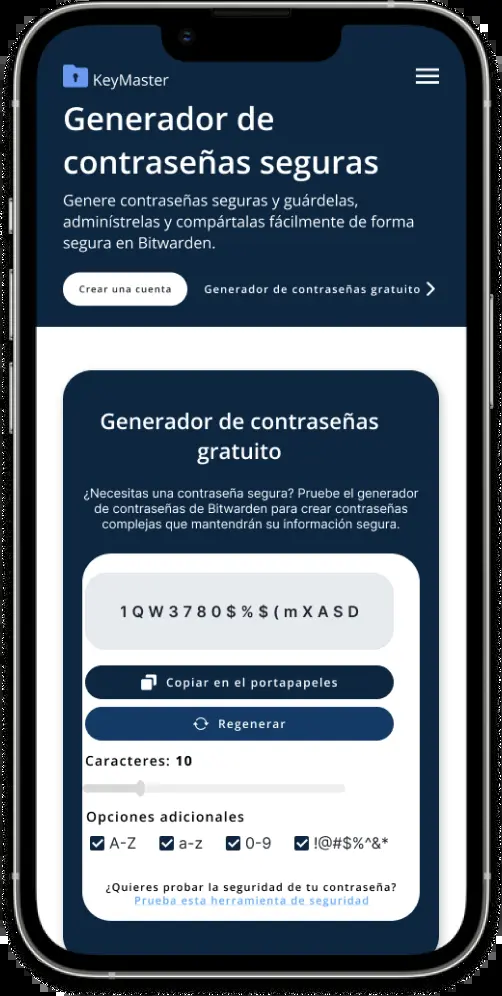 KeyMaster
Generador de
contraseñas seguras
Genere contraseñas seguras y guárdelas,
adminístrelas y compártalas fácilmente de forma
segura en Bitwarden.
Crear una cuenta
Generador de contraseñas gratuito
Generador de contraseñas
gratuito
¿Necesitas una contraseña segura? Pruebe el generador
de contraseñas de Bitwarden para crear contraseñas
complejas que mantendrán su información segura.
1QW3780$%$(mXASD
Copiar en el portapapeles
Regenerar
Caracteres: 10
Opciones adicionales
A-Z a-z 0-9 !@#$%^&*
¿Quieres probar la seguridad de tu contraseña?
Prueba esta herramienta de seguridad